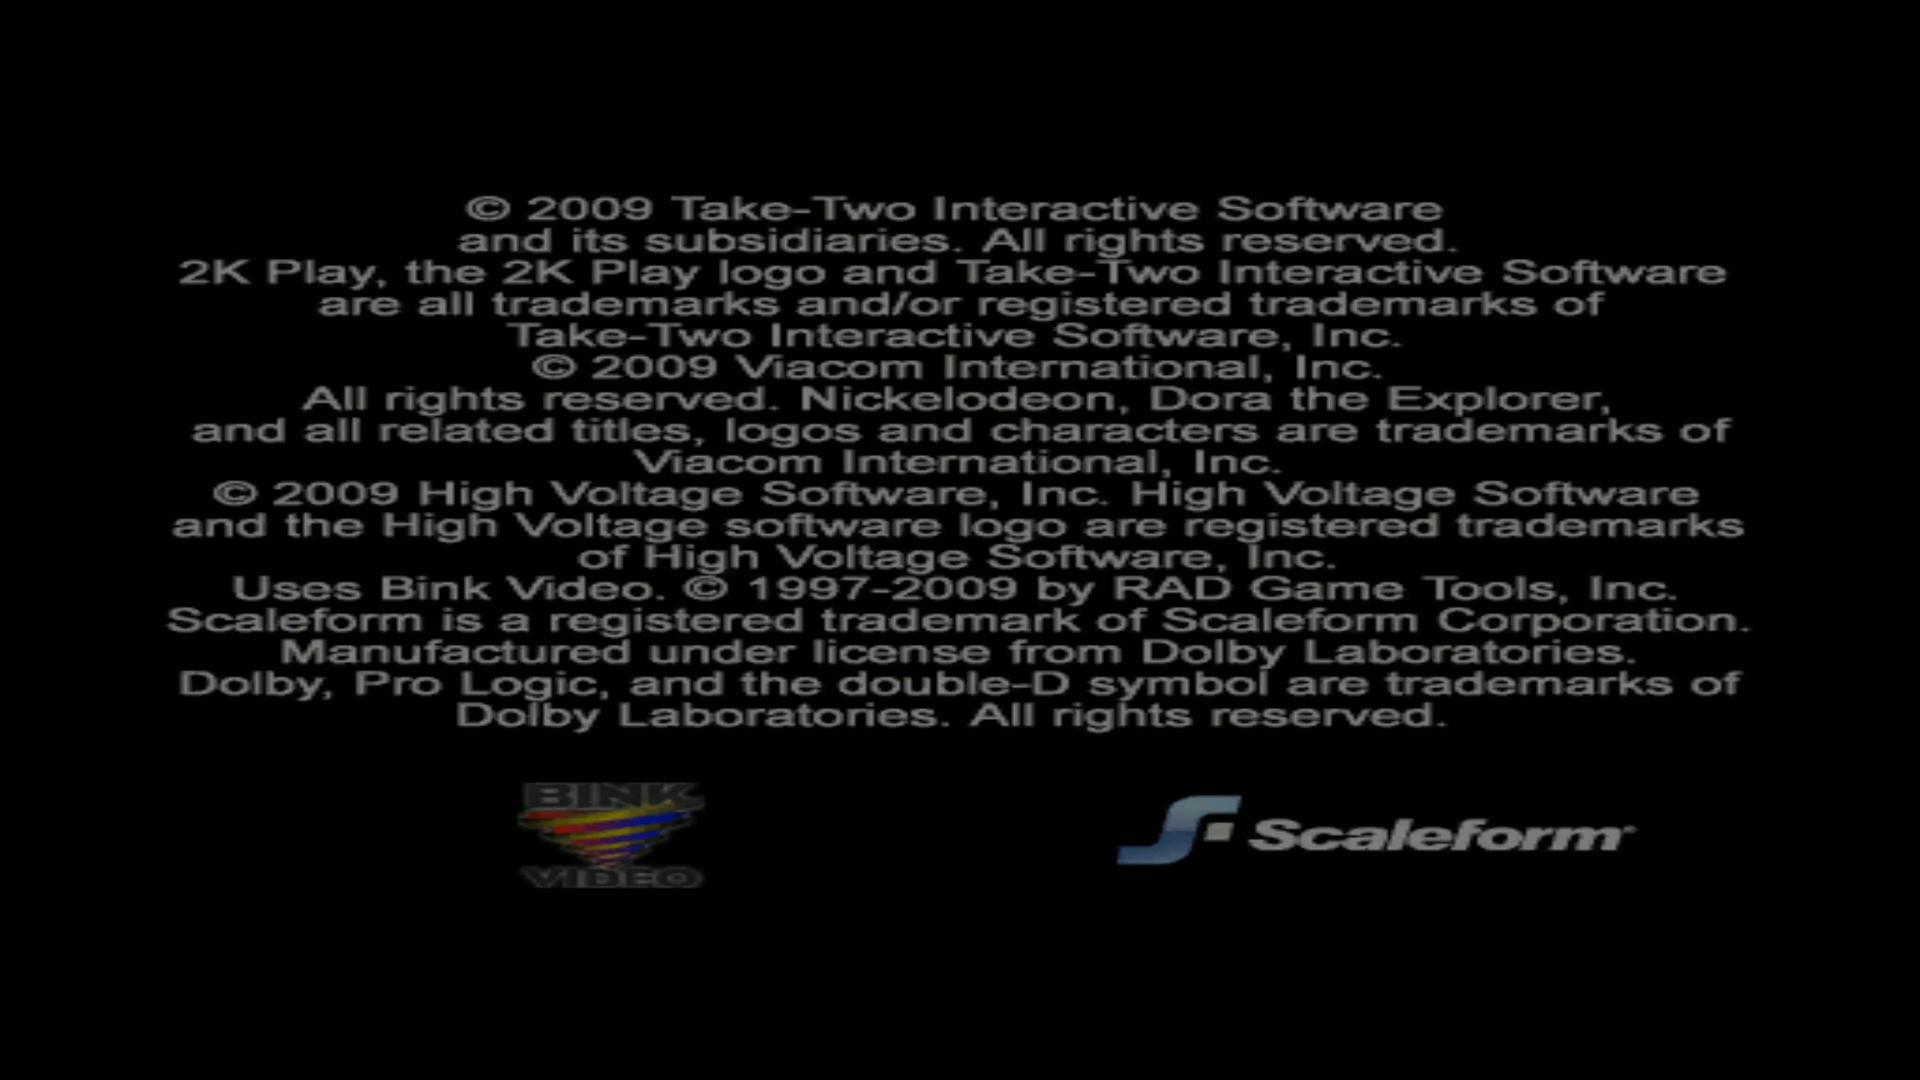 © 2009 Take-Two Interactive Software
and its subsidiaries. All rights reserved.
2K Play, the 2K Play logo and Take-Two Interactive Software
are all trademarks and/or registered trademarks of
Take-Two Interactive Software, Inc.
© 2009 Viacom International, Inc.
All rights reserved. Nickelodeon, Dora the Explorer,
and all related titles, logos and characters are trademarks of
Viacom International, Inc.
© 2009 High Voltage Software, Inc. High Voltage Software
and the High Voltage software logo are registered trademarks
of High Voltage Software, Inc.
Uses Bink Video. © 1997-2009 by RAD Game Tools, Inc.
Scaleform is a registered trademark of Scaleform Corporation.
Manufactured under license from Dolby Laboratories.
Dolby, Pro Logic, and the double-D symbol are trademarks of
Dolby Laboratories. All rights reserved.
BINK
VIDEO
Scaleform